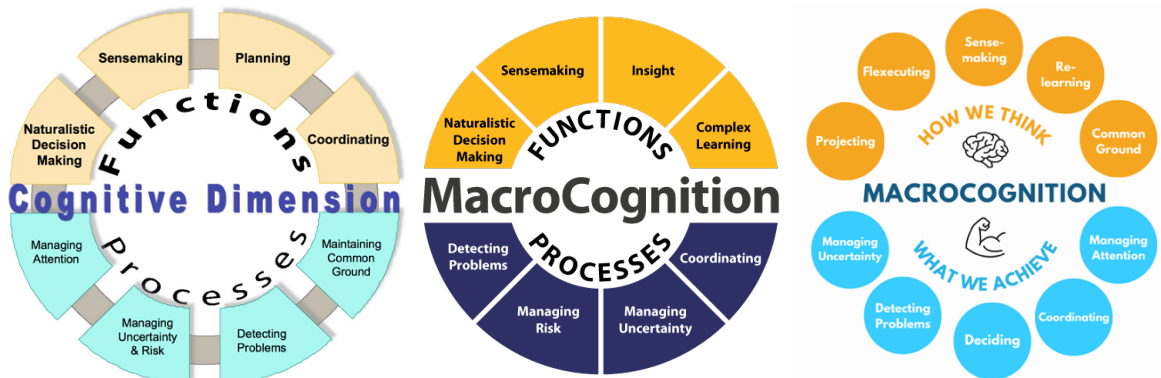 Sensemaking
Planning
Naturalistic
Decision
Making
Coordinating
Functions
Cognitive Dimension
Processes
Managing
Attention
Maintaining
Common
Ground
Managing
Uncertainty
& Risk
Detecting
Problems
Sensemaking
Insight
Naturalistic
Decision
Making
Complex
Learning
FUNCTIONS
MacroCognition
PROCESSES
Detecting
Problems
Coordinating
Managing
Risk
Managing
Uncertainty
Sense-
making
Flexecuting
Re-
learning
Projecting
Common
Ground
HOW WE THINK
MACROCOGNITION
WHAT WE ACHIEVE
Managing
Uncertainty
Managing
Attention
Detecting
Problems
Coordinating
Deciding